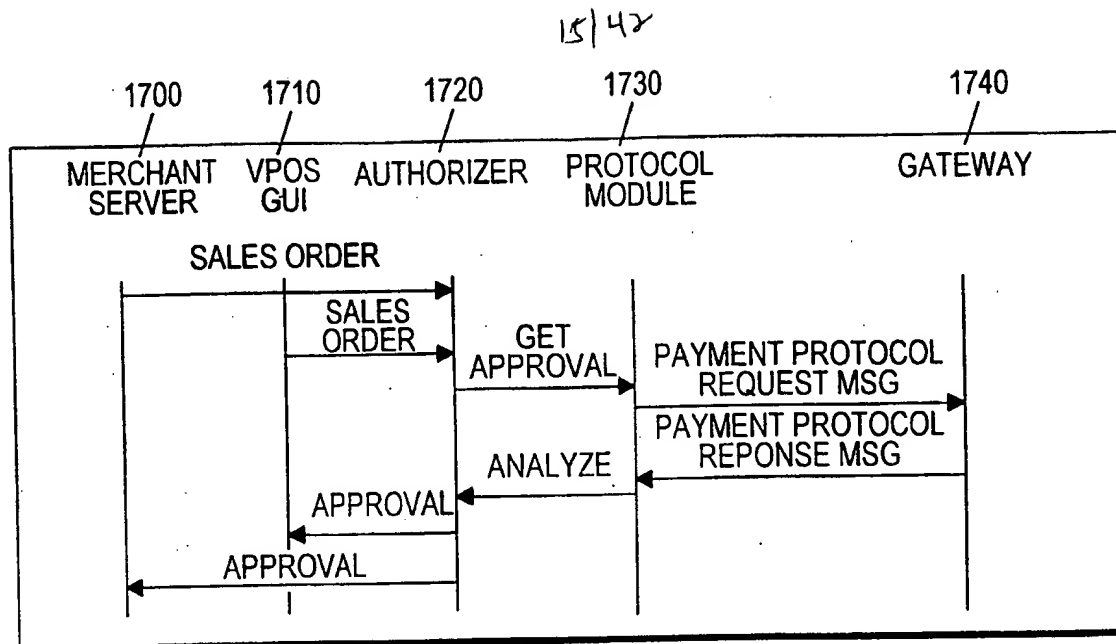 15/42
1700 1710 1720 1730 1740
MERCHANT SERVER
VPOS GUI
AUTHORIZER
PROTOCOL MODULE
GATEWAY
SALES ORDER
SALES
ORDER
GET
APPROVAL
PAYMENT PROTOCOL
REQUEST MSG
PAYMENT PROTOCOL
REPONSE MSG
ANALYZE
APPROVAL
APPROVAL